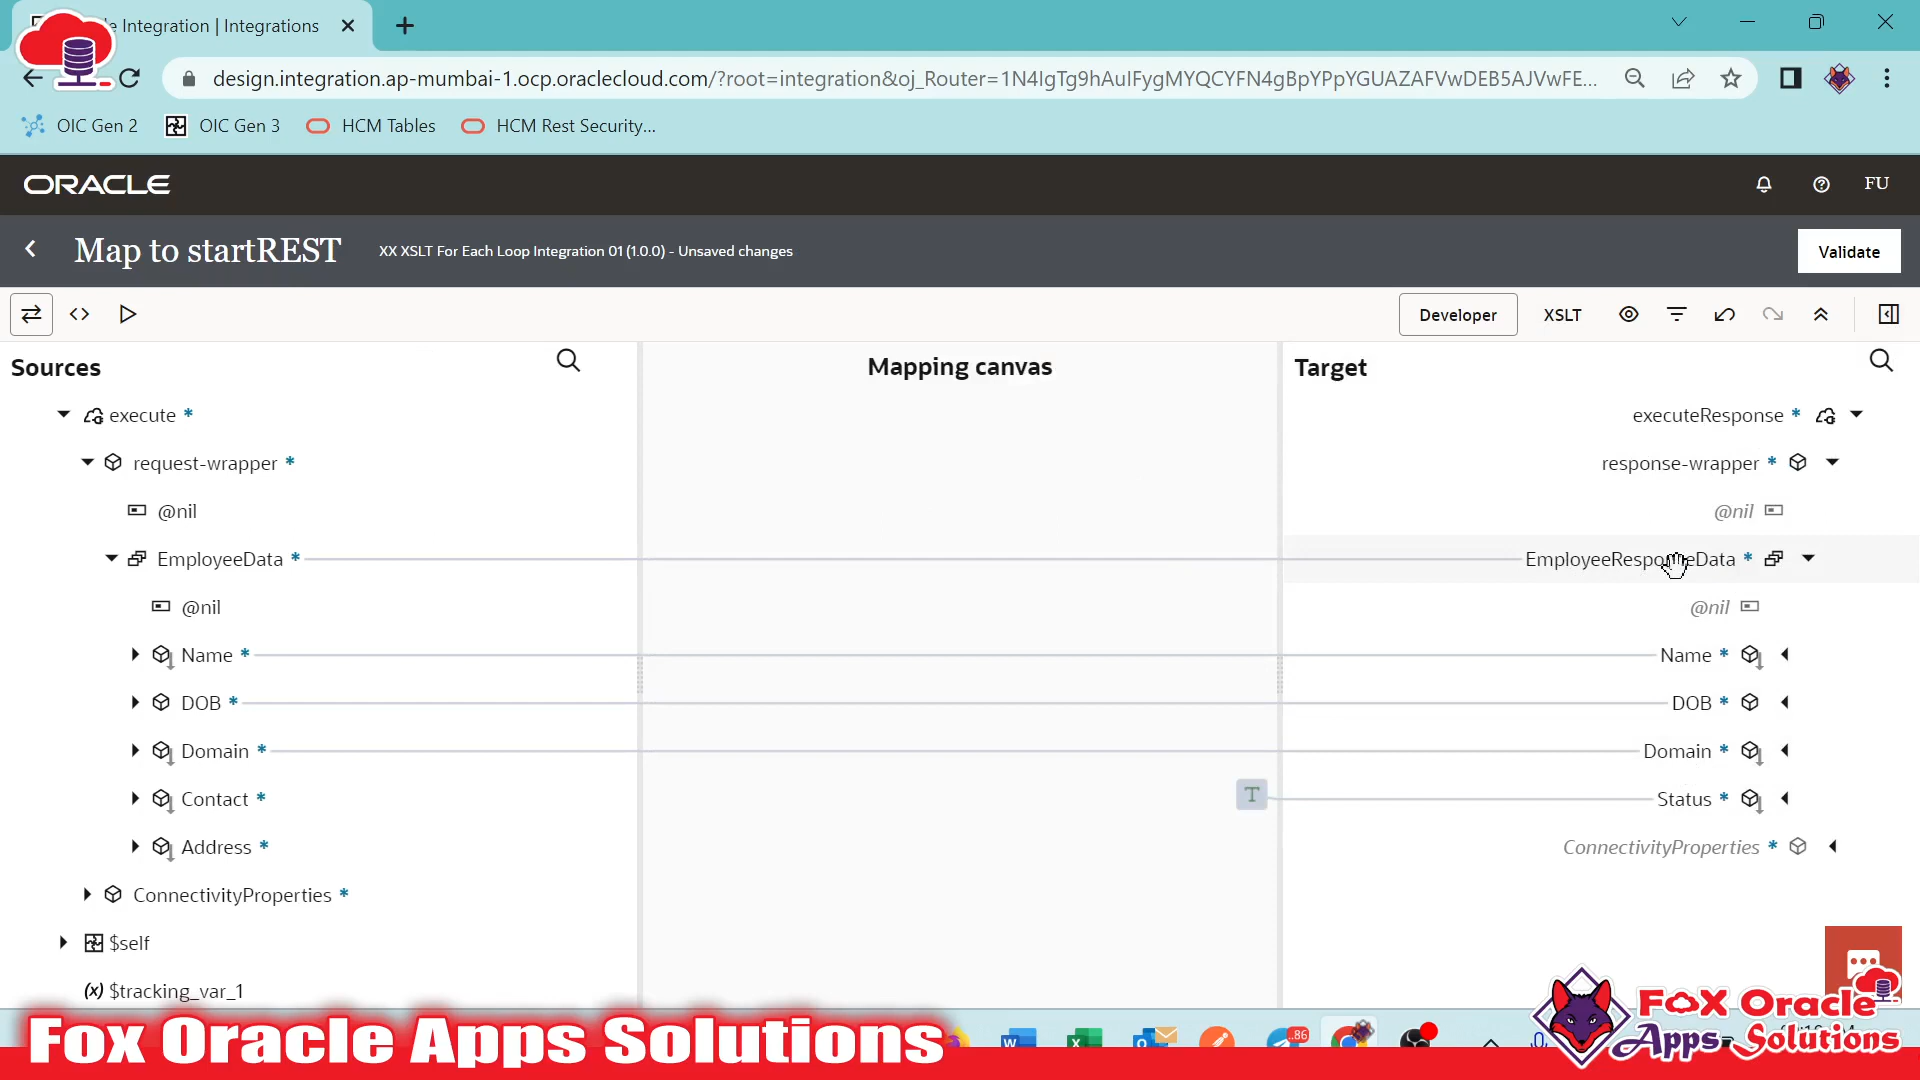 Integration | Integrations
design.integration.ap-mumbai-1.ocp.oraclecloud.com/?root=integration&oj_Router=1N4IgTg9hAuIFygMYQCYFN4gBpYPpYGUAZAFVwDEB5AJVwFE...
OIC Gen 2 OIC Gen 3 HCM Tables HCM Rest Security...
ORACLE FU
Map to startREST XX XSLT For Each Loop Integration 01 (1.0.0) - Unsaved changes Validate
Developer XSLT
Sources Mapping canvas Target
execute * executeResponse *
request-wrapper * response-wrapper *
@nil @nil
EmployeeData * EmployeeResponseData *
@nil @nil
Name * Name *
DOB * DOB *
Domain * Domain *
Contact * T Status *
Address * ConnectivityProperties *
ConnectivityProperties *
$self
(x) $tracking_var_1
Fox Oracle Apps Solutions
86
Fox Oracle
Apps Solutions